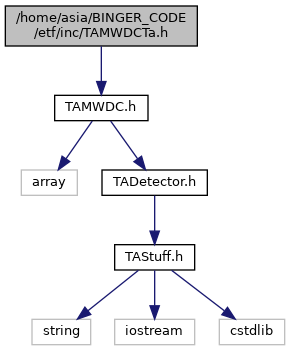 /home/asia/BINGER_CODE
/etf/inc/TAMWDCTa.h
TAMWDC.h
array
TADetector.h
TAStuff.h
string
iostream
cstdlib